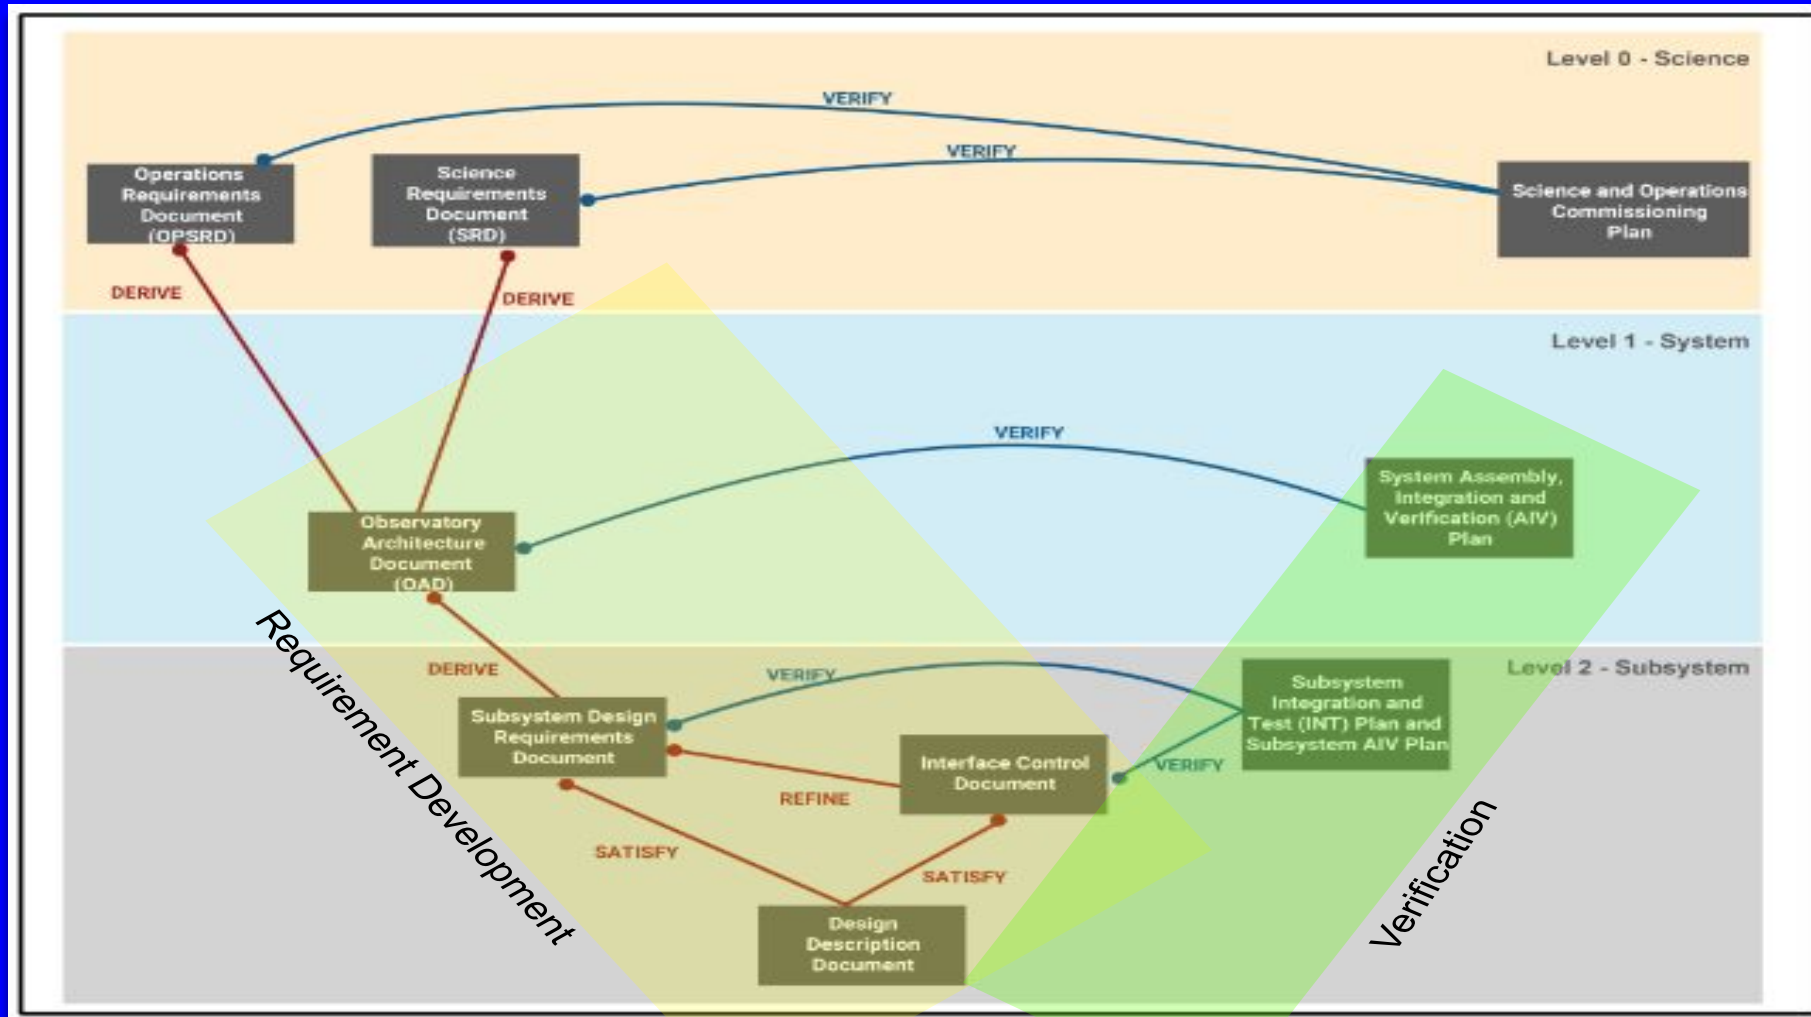 Level 0 - Science
VERIFY
VERIFY
Operations
Requirements
Document
(OPSRD)
Science
Requirements
Document
(SRD)
Science and Operations
Commissioning
Plan
DERIVE
DERIVE
Level 1 - System
VERIFY
System Assembly,
Integration and
Verification (AIV)
Plan
Observatory
Architecture
Document
(OAD)
Requirement Development
DERIVE
VERIFY
Level 2 - Subsystem
Subsystem
Integration and
Test (INT) Plan and
Subsystem AIV Plan
Subsystem Design
Requirements
Document
Interface Control
Document
VERIFY
REFINE
SATISFY
SATISFY
Verification
Design
Description
Document